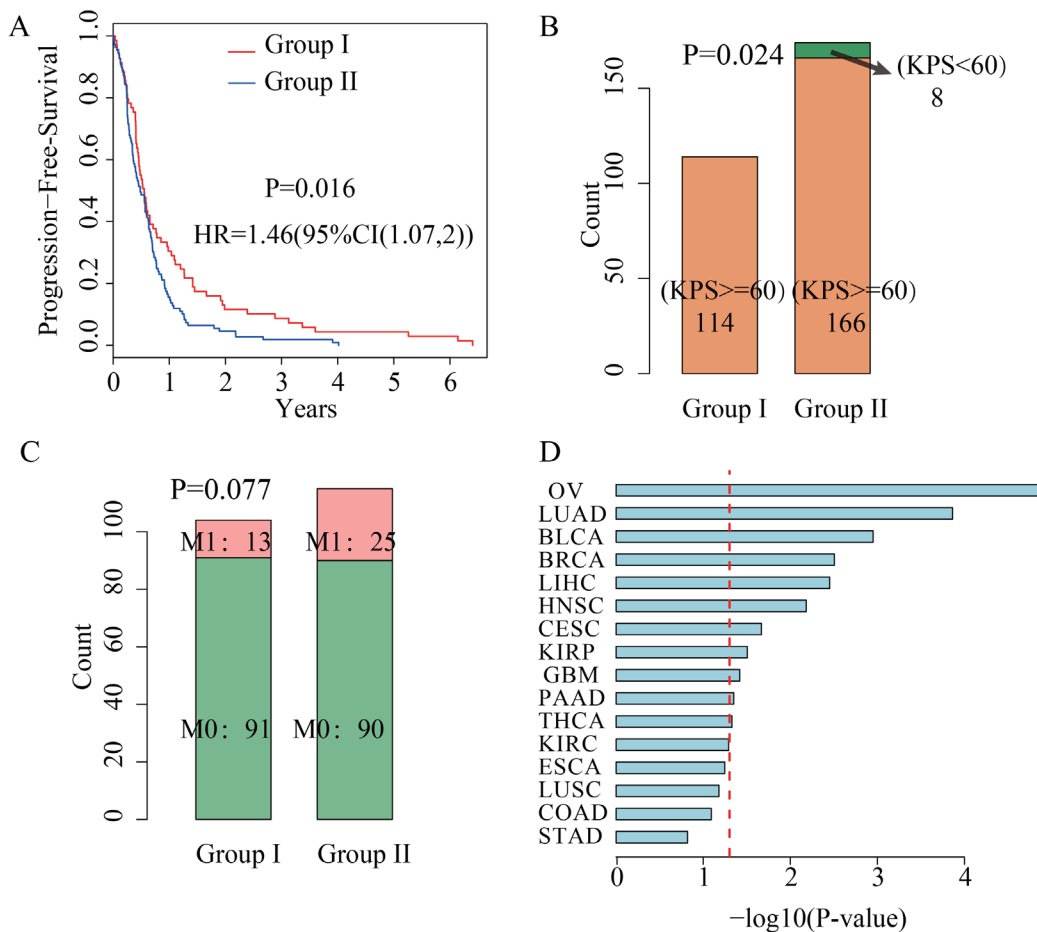 A
Progression-Free-Survival
1.0
0.8
0.6
0.4
0.2
0.0
Group I
Group II
P=0.016
HR=1.46(95%CI(1.07,2))
0 1 2 3 4 5 6
Years
B
P=0.024
(KPS<60)
8
Count
150
100
50
0
(KPS>=60) (KPS>=60)
114 166
Group I Group II
C
P=0.077
Count
100
80
60
40
20
0
M1: 13 M1: 25
M0: 91 M0: 90
Group I Group II
D
OV
LUAD
BLCA
BRCA
LIHC
HNSC
CESC
KIRP
GBM
PAAD
THCA
KIRC
ESCA
LUSC
COAD
STAD
0 1 2 3 4
−log10(P-value)